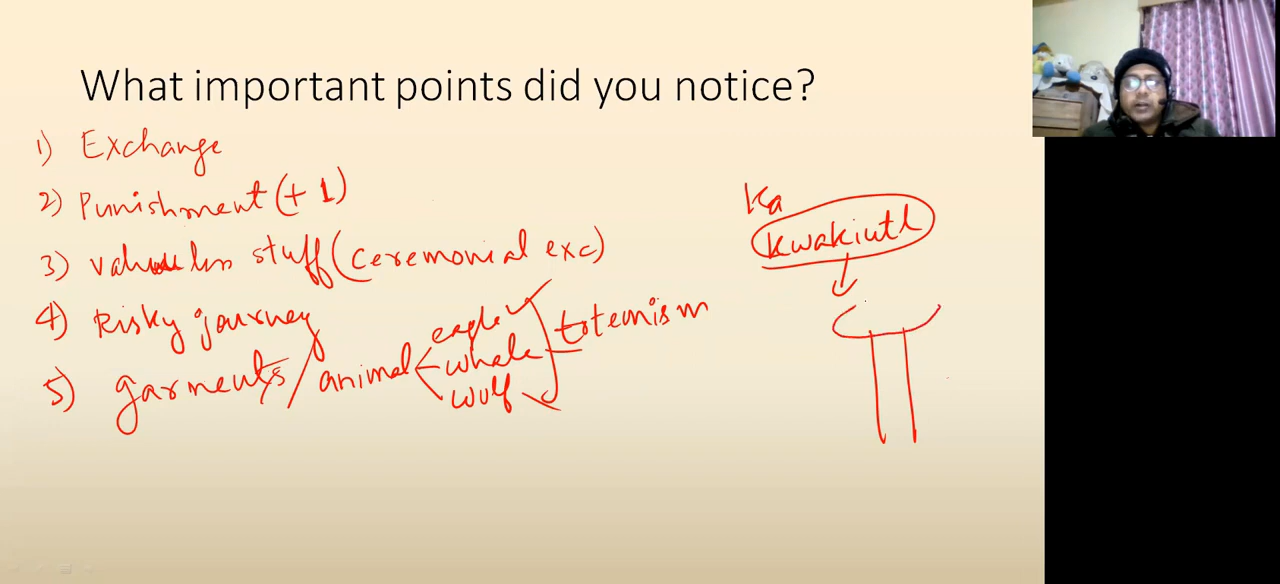 What important points did you notice?
1) Exchange
2) Punishment (+1)
3) valueless stuff (ceremonial exc)
4) Risky journey
5) garments / animal
eagle
whale
wolf
totemism
Ka
Kwakiutl